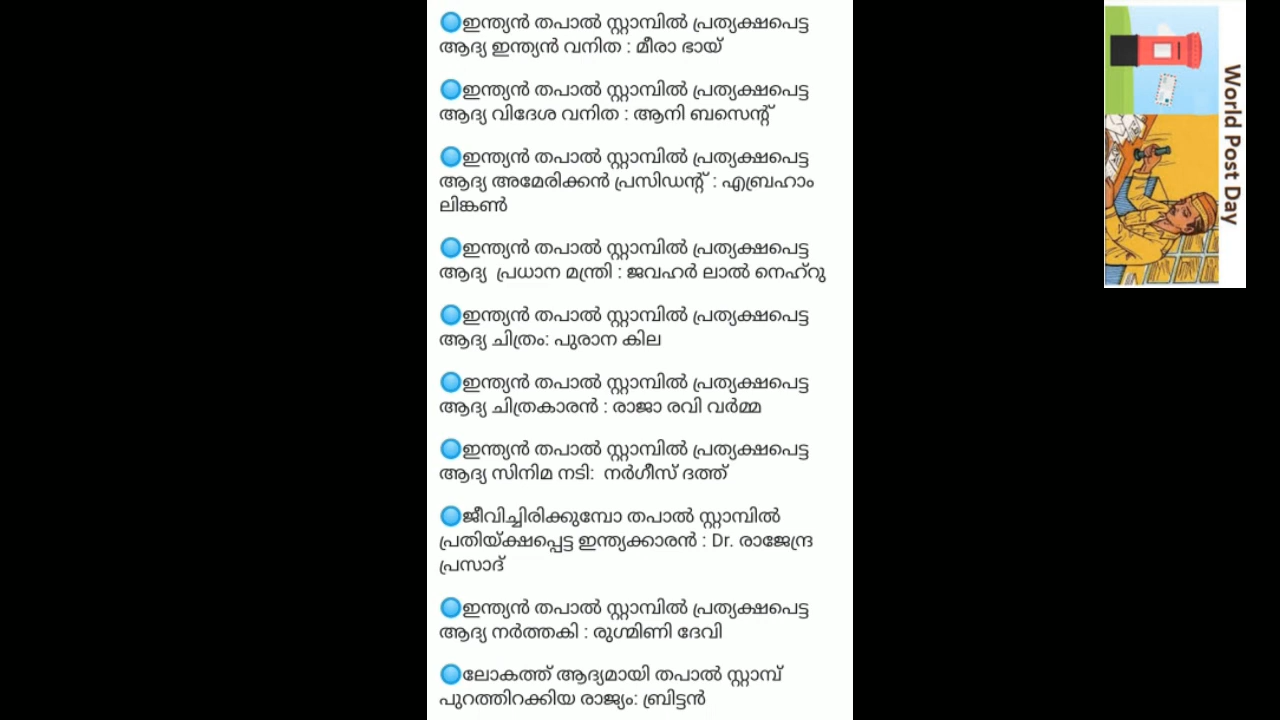 🔵ഇന്ത്യൻ തപാൽ സ്റ്റാമ്പിൽ പ്രത്യക്ഷപെട്ട
ആദ്യ ഇന്ത്യൻ വനിത : മീരാ ഭായ്
🔵ഇന്ത്യൻ തപാൽ സ്റ്റാമ്പിൽ പ്രത്യക്ഷപെട്ട
ആദ്യ വിദേശ വനിത : ആനി ബസെന്റ്
🔵ഇന്ത്യൻ തപാൽ സ്റ്റാമ്പിൽ പ്രത്യക്ഷപെട്ട
ആദ്യ അമേരിക്കൻ പ്രസിഡന്റ് : എബ്രഹാം
ലിങ്കൺ
🔵ഇന്ത്യൻ തപാൽ സ്റ്റാമ്പിൽ പ്രത്യക്ഷപെട്ട
ആദ്യ  പ്രധാന മന്ത്രി : ജവഹർ ലാൽ നെഹ്‌റു
🔵ഇന്ത്യൻ തപാൽ സ്റ്റാമ്പിൽ പ്രത്യക്ഷപെട്ട
ആദ്യ ചിത്രം: പുരാന കില
🔵ഇന്ത്യൻ തപാൽ സ്റ്റാമ്പിൽ പ്രത്യക്ഷപെട്ട
ആദ്യ ചിത്രകാരൻ : രാജാ രവി വർമ്മ
🔵ഇന്ത്യൻ തപാൽ സ്റ്റാമ്പിൽ പ്രത്യക്ഷപെട്ട
ആദ്യ സിനിമ നടി:  നർഗീസ് ദത്ത്
🔵ജീവിച്ചിരിക്കുമ്പോ തപാൽ സ്റ്റാമ്പിൽ
പ്രതിയ്ക്ഷപ്പെട്ട ഇന്ത്യക്കാരൻ : Dr. രാജേന്ദ്ര
പ്രസാദ്
🔵ഇന്ത്യൻ തപാൽ സ്റ്റാമ്പിൽ പ്രത്യക്ഷപെട്ട
ആദ്യ നർത്തകി : രുഗ്മിണി ദേവി
🔵ലോകത്ത് ആദ്യമായി തപാൽ സ്റ്റാമ്പ്
പുറത്തിറക്കിയ രാജ്യം: ബ്രിട്ടൻ
World Post Day